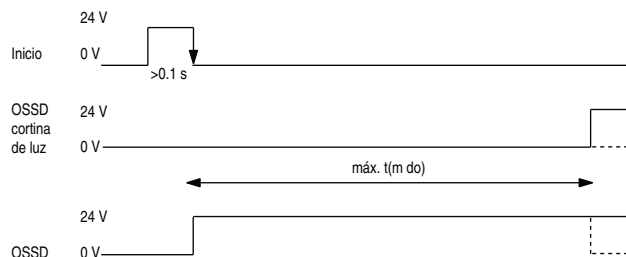 24 V
Inicio
0 V
>0.1 s
OSSD
cortina
de luz
24 V
0 V
máx. t(m do)
24 V
OSSD
0 V